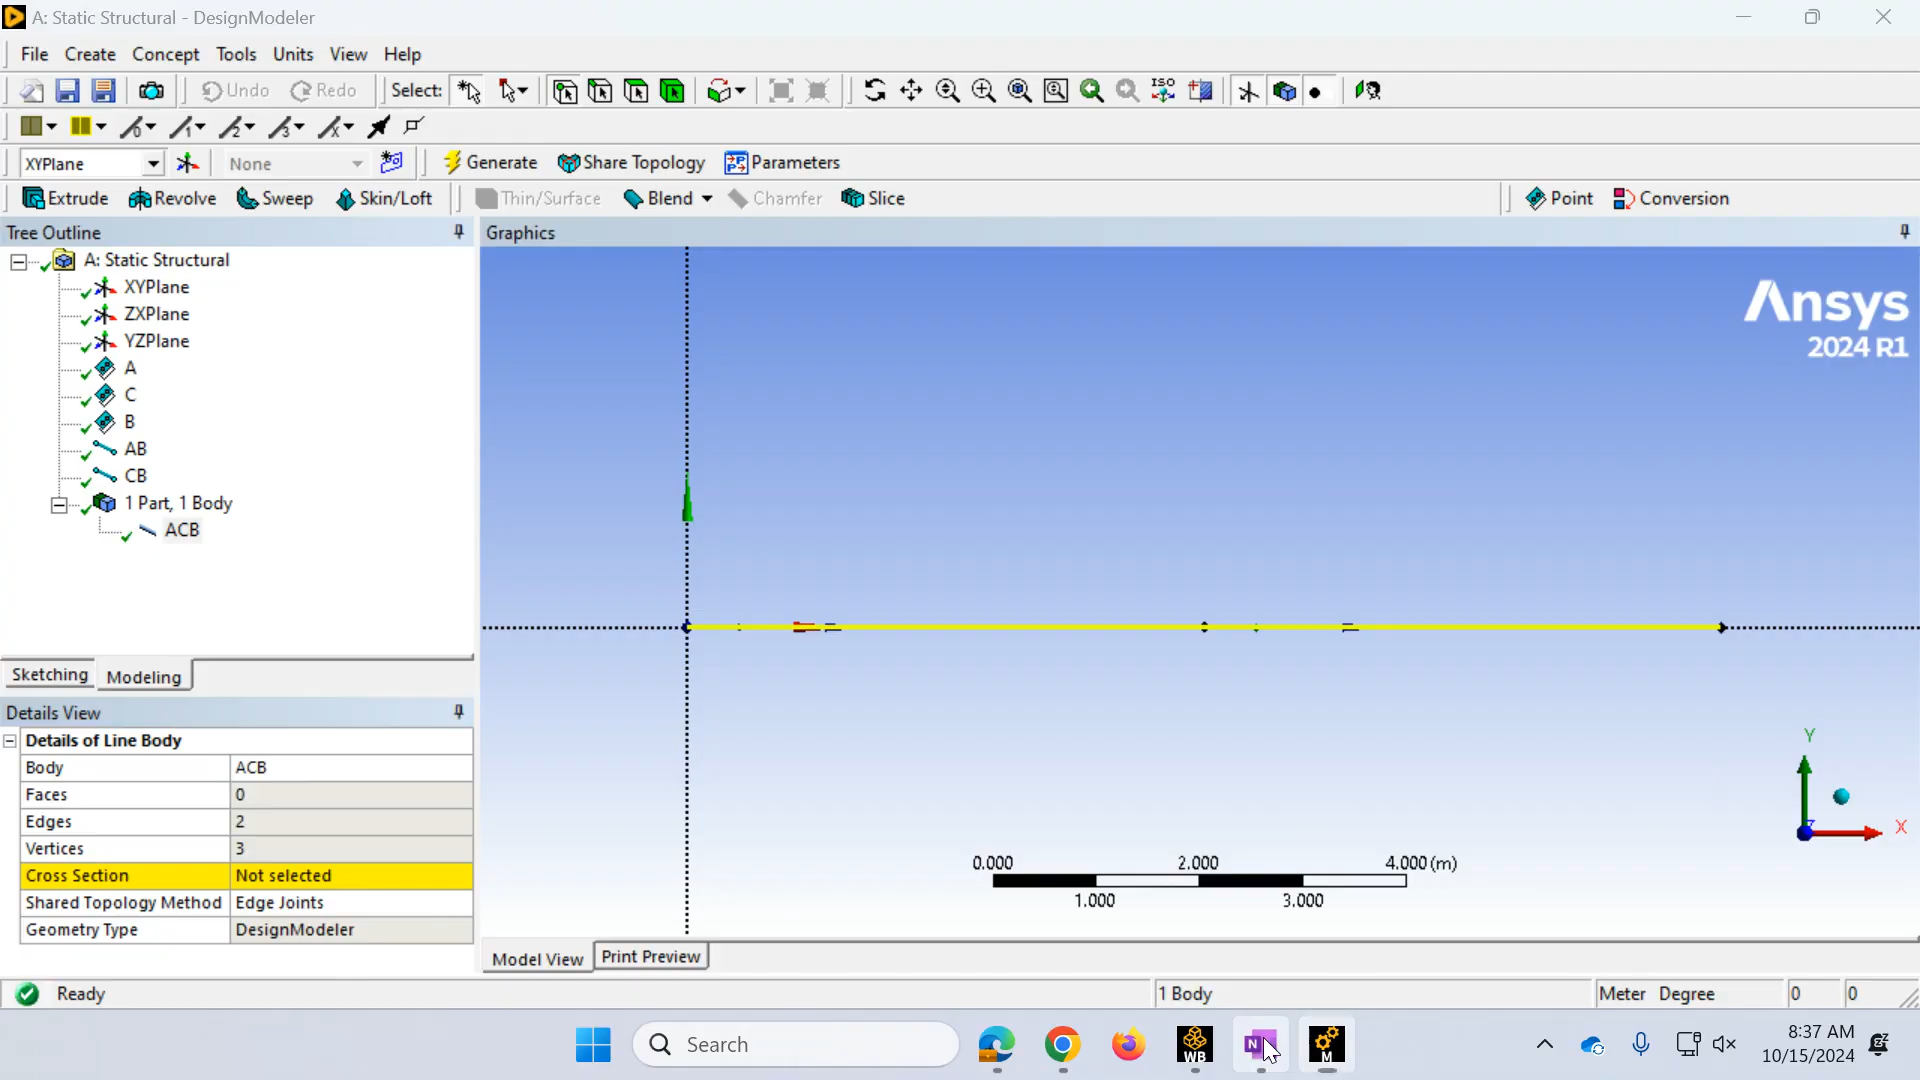 A: Static Structural - DesignModeler
File Create Concept Tools Units View Help
Undo Redo Select: ISO
XYPlane None Generate Share Topology Parameters
Extrude Revolve Sweep Skin/Loft Thin/Surface Blend Chamfer Slice Point Conversion
Tree Outline
Graphics
A: Static Structural
XYPlane
ZXPlane
YZPlane
A
C
B
AB
CB
1 Part, 1 Body
ACB
Sketching Modeling
Details View
Details of Line Body
Body ACB
Faces 0
Edges 2
Vertices 3
Cross Section Not selected
Shared Topology Method Edge Joints
Geometry Type DesignModeler
Ansys
2024 R1
Y
X
0.000 2.000 4.000 (m)
1.000 3.000
Model View Print Preview
Ready 1 Body Meter Degree 0 0
Search
WB
N
M
8:37 AM
10/15/2024